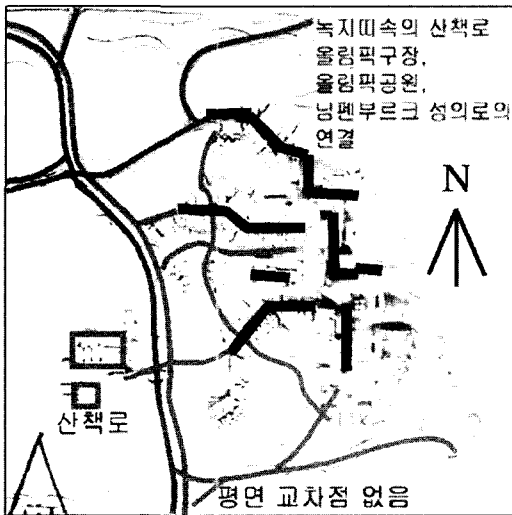 녹지띠속의 산책로
올림픽구장,
올림픽공원,
닝펜부르크 성의로의
연결
N
산책로
평면 교차점 없음